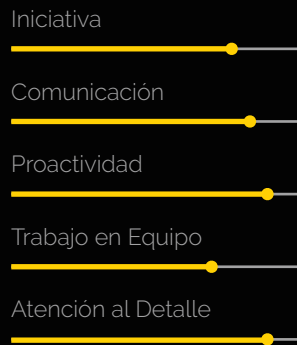 Iniciativa
Comunicación
Proactividad
Trabajo en Equipo
Atención al Detalle